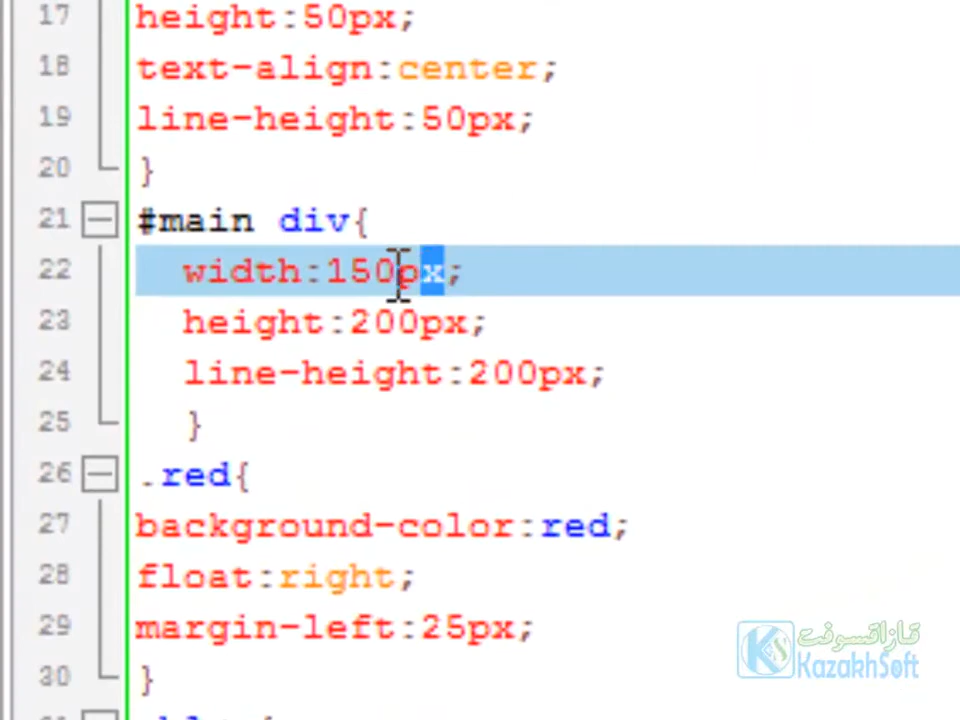 17 height:50px;
18 text-align:center;
19 line-height:50px;
20 }
21 #main div{
22 width:150px;
23 height:200px;
24 line-height:200px;
25 }
26 .red{
27 background-color:red;
28 float:right;
29 margin-left:25px;
30 }
قازاقسوفت
KazakhSoft